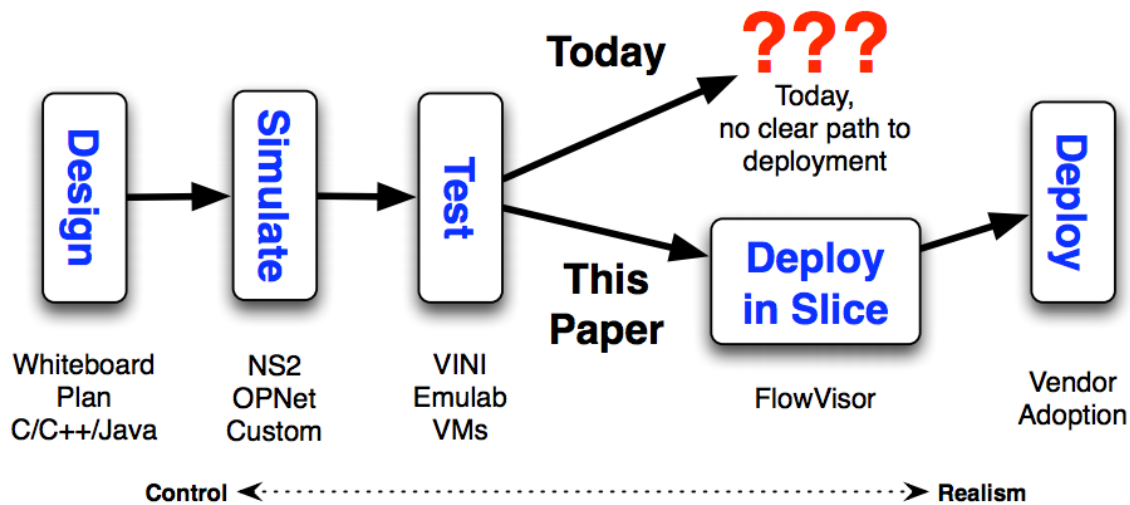 Design
Simulate
Test
Today
???
Today,
no clear path to
deployment
This
Paper
Deploy
in Slice
Deploy
Whiteboard
Plan
C/C++/Java
NS2
OPNet
Custom
VINI
Emulab
VMs
FlowVisor
Vendor
Adoption
Control
Realism